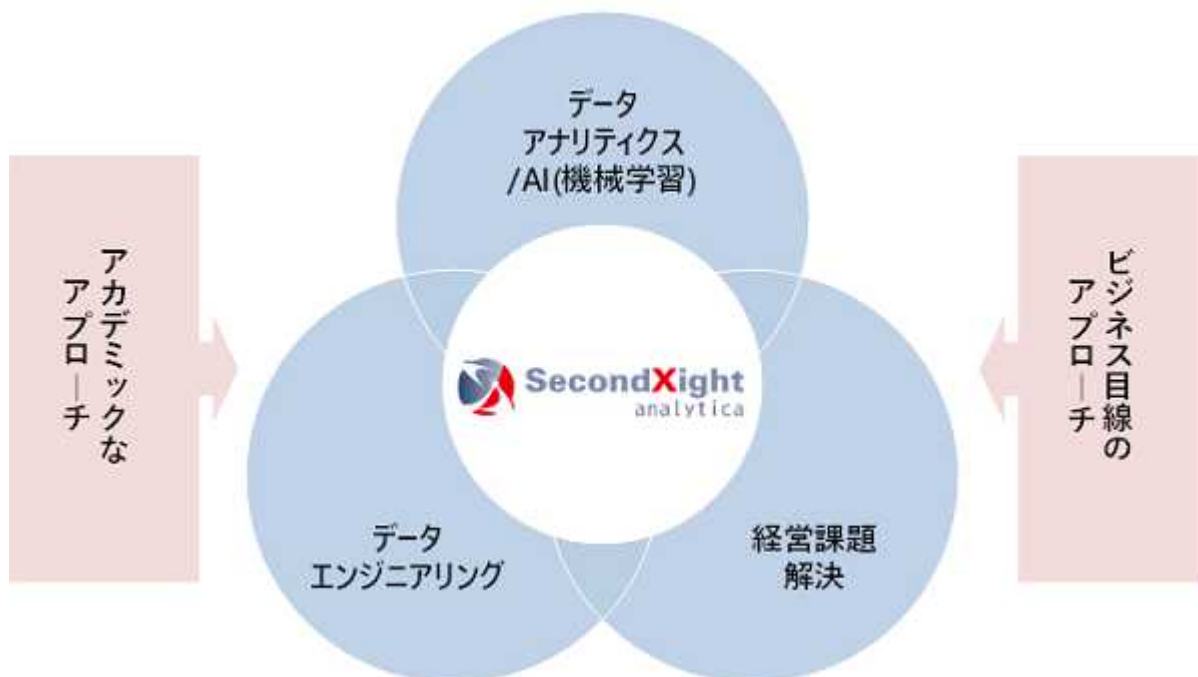 データ
アナリティクス
/AI(機械学習)
アカデミックな
アプローチ
SecondXight
analytica
ビジネス目線の
アプローチ
データ
エンジニアリング
経営課題
解決